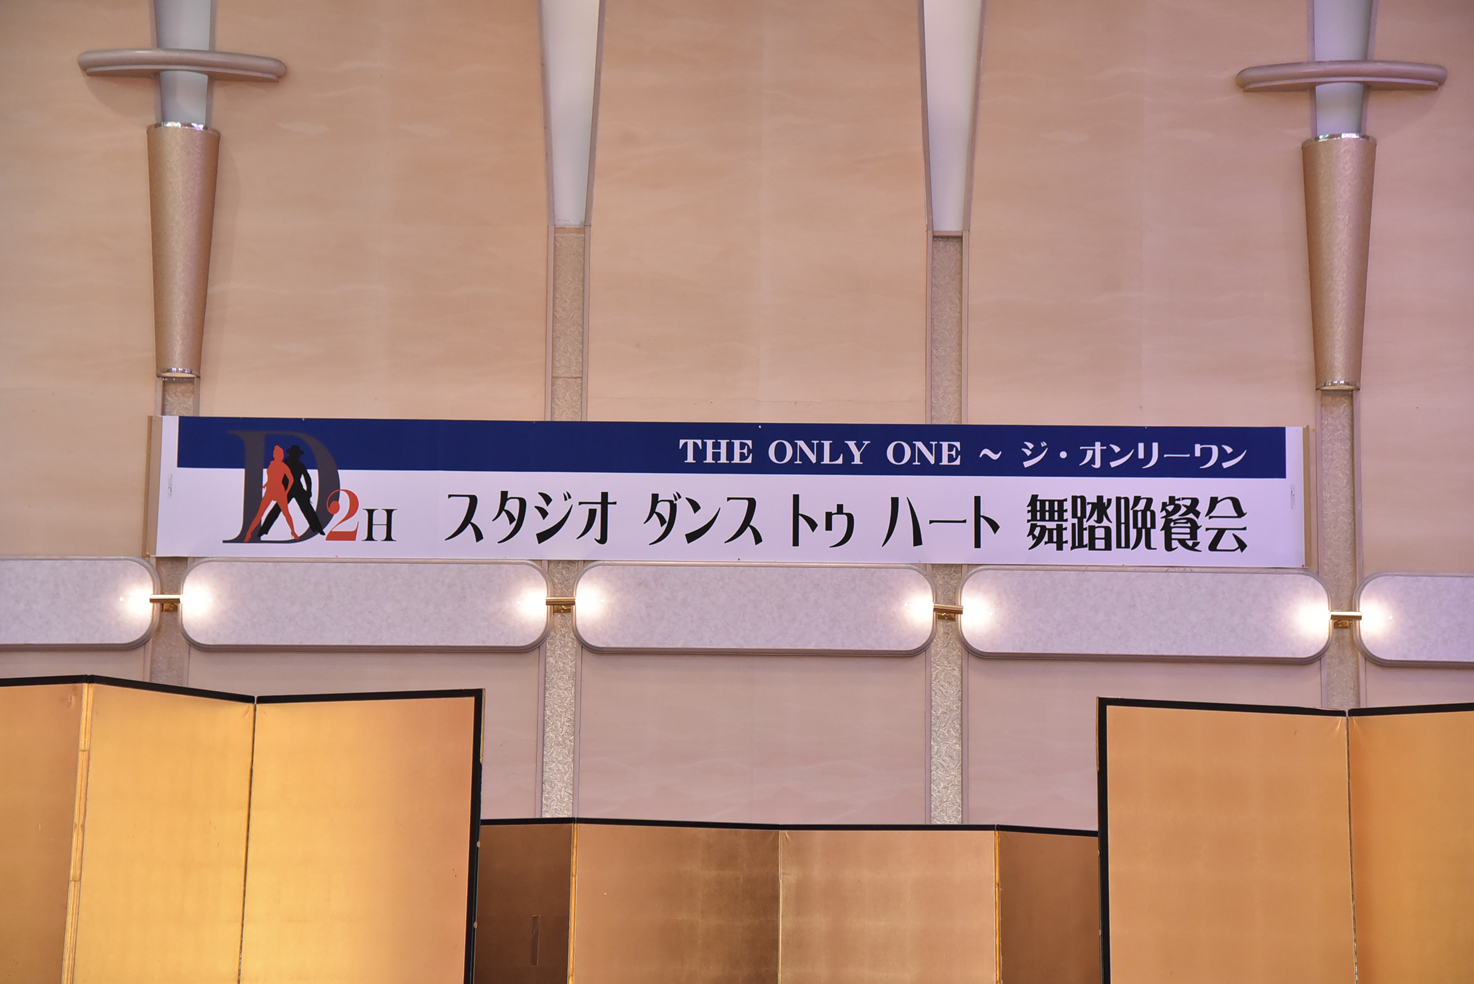 THE ONLY ONE ~ ジ・オンリーワン
D2H
スタジオ ダンス トゥ ハート 舞踏晩餐会